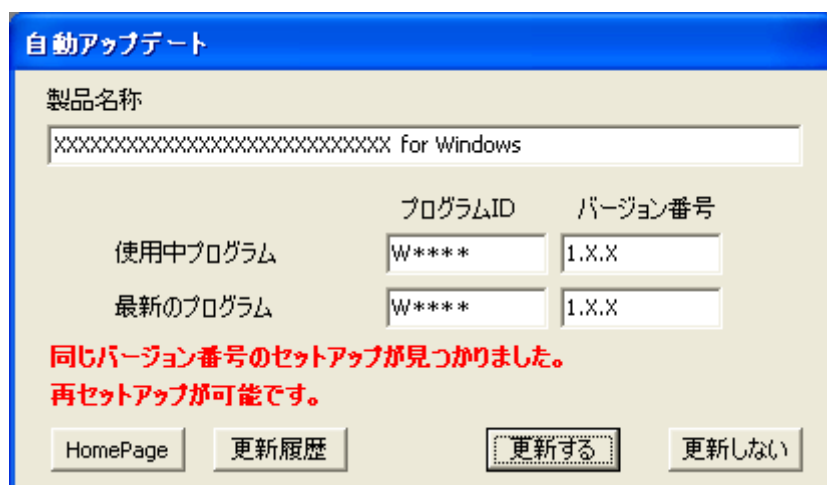 自動アップデート
製品名称
XXXXXXXXXXXXXXXXXXXXXXXXXXXX for Windows
プログラムID バージョン番号
使用中プログラム W**** 1.X.X
最新のプログラム W**** 1.X.X
同じバージョン番号のセットアップが見つかりました。
再セットアップが可能です。
HomePage 更新履歴 更新する 更新しない